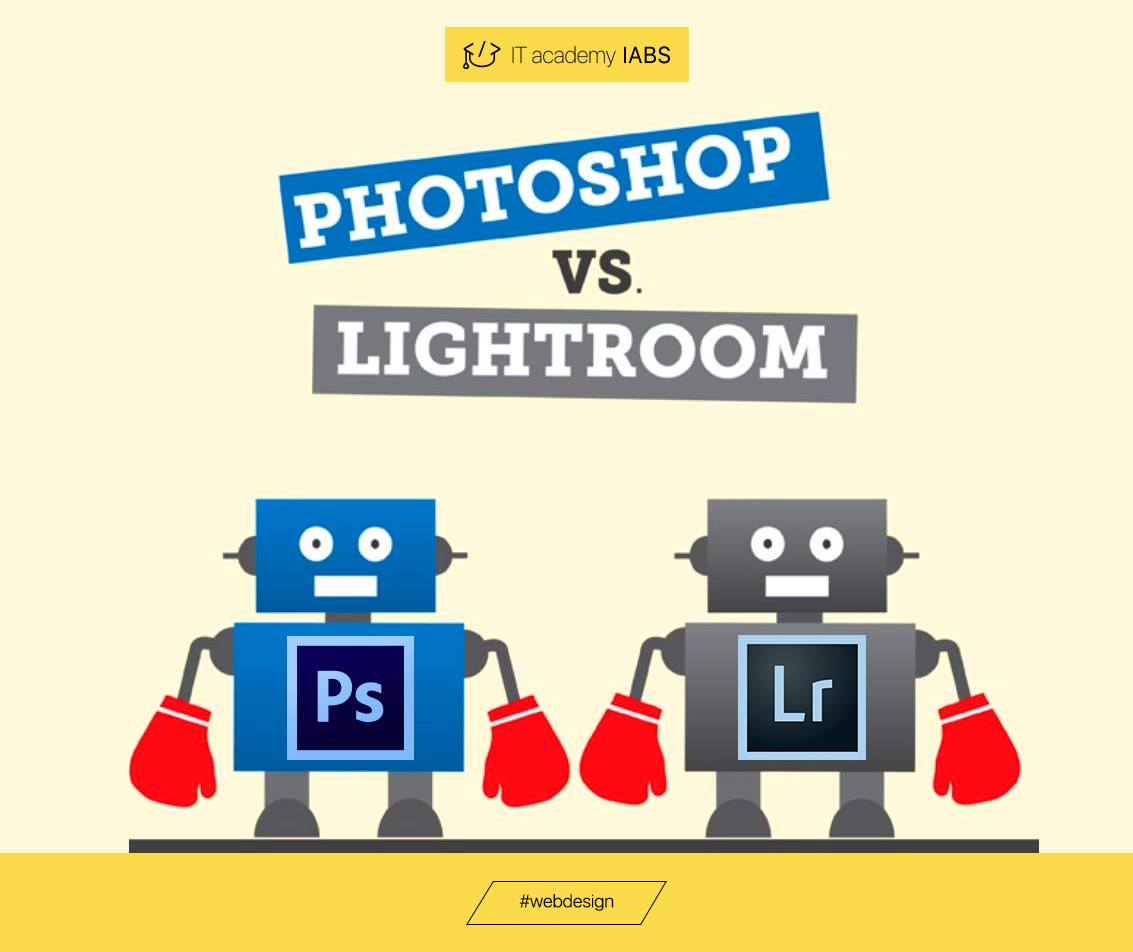 IT academy IABS
PHOTOSHOP
VS.
LIGHTROOM
Ps
Lr
#webdesign